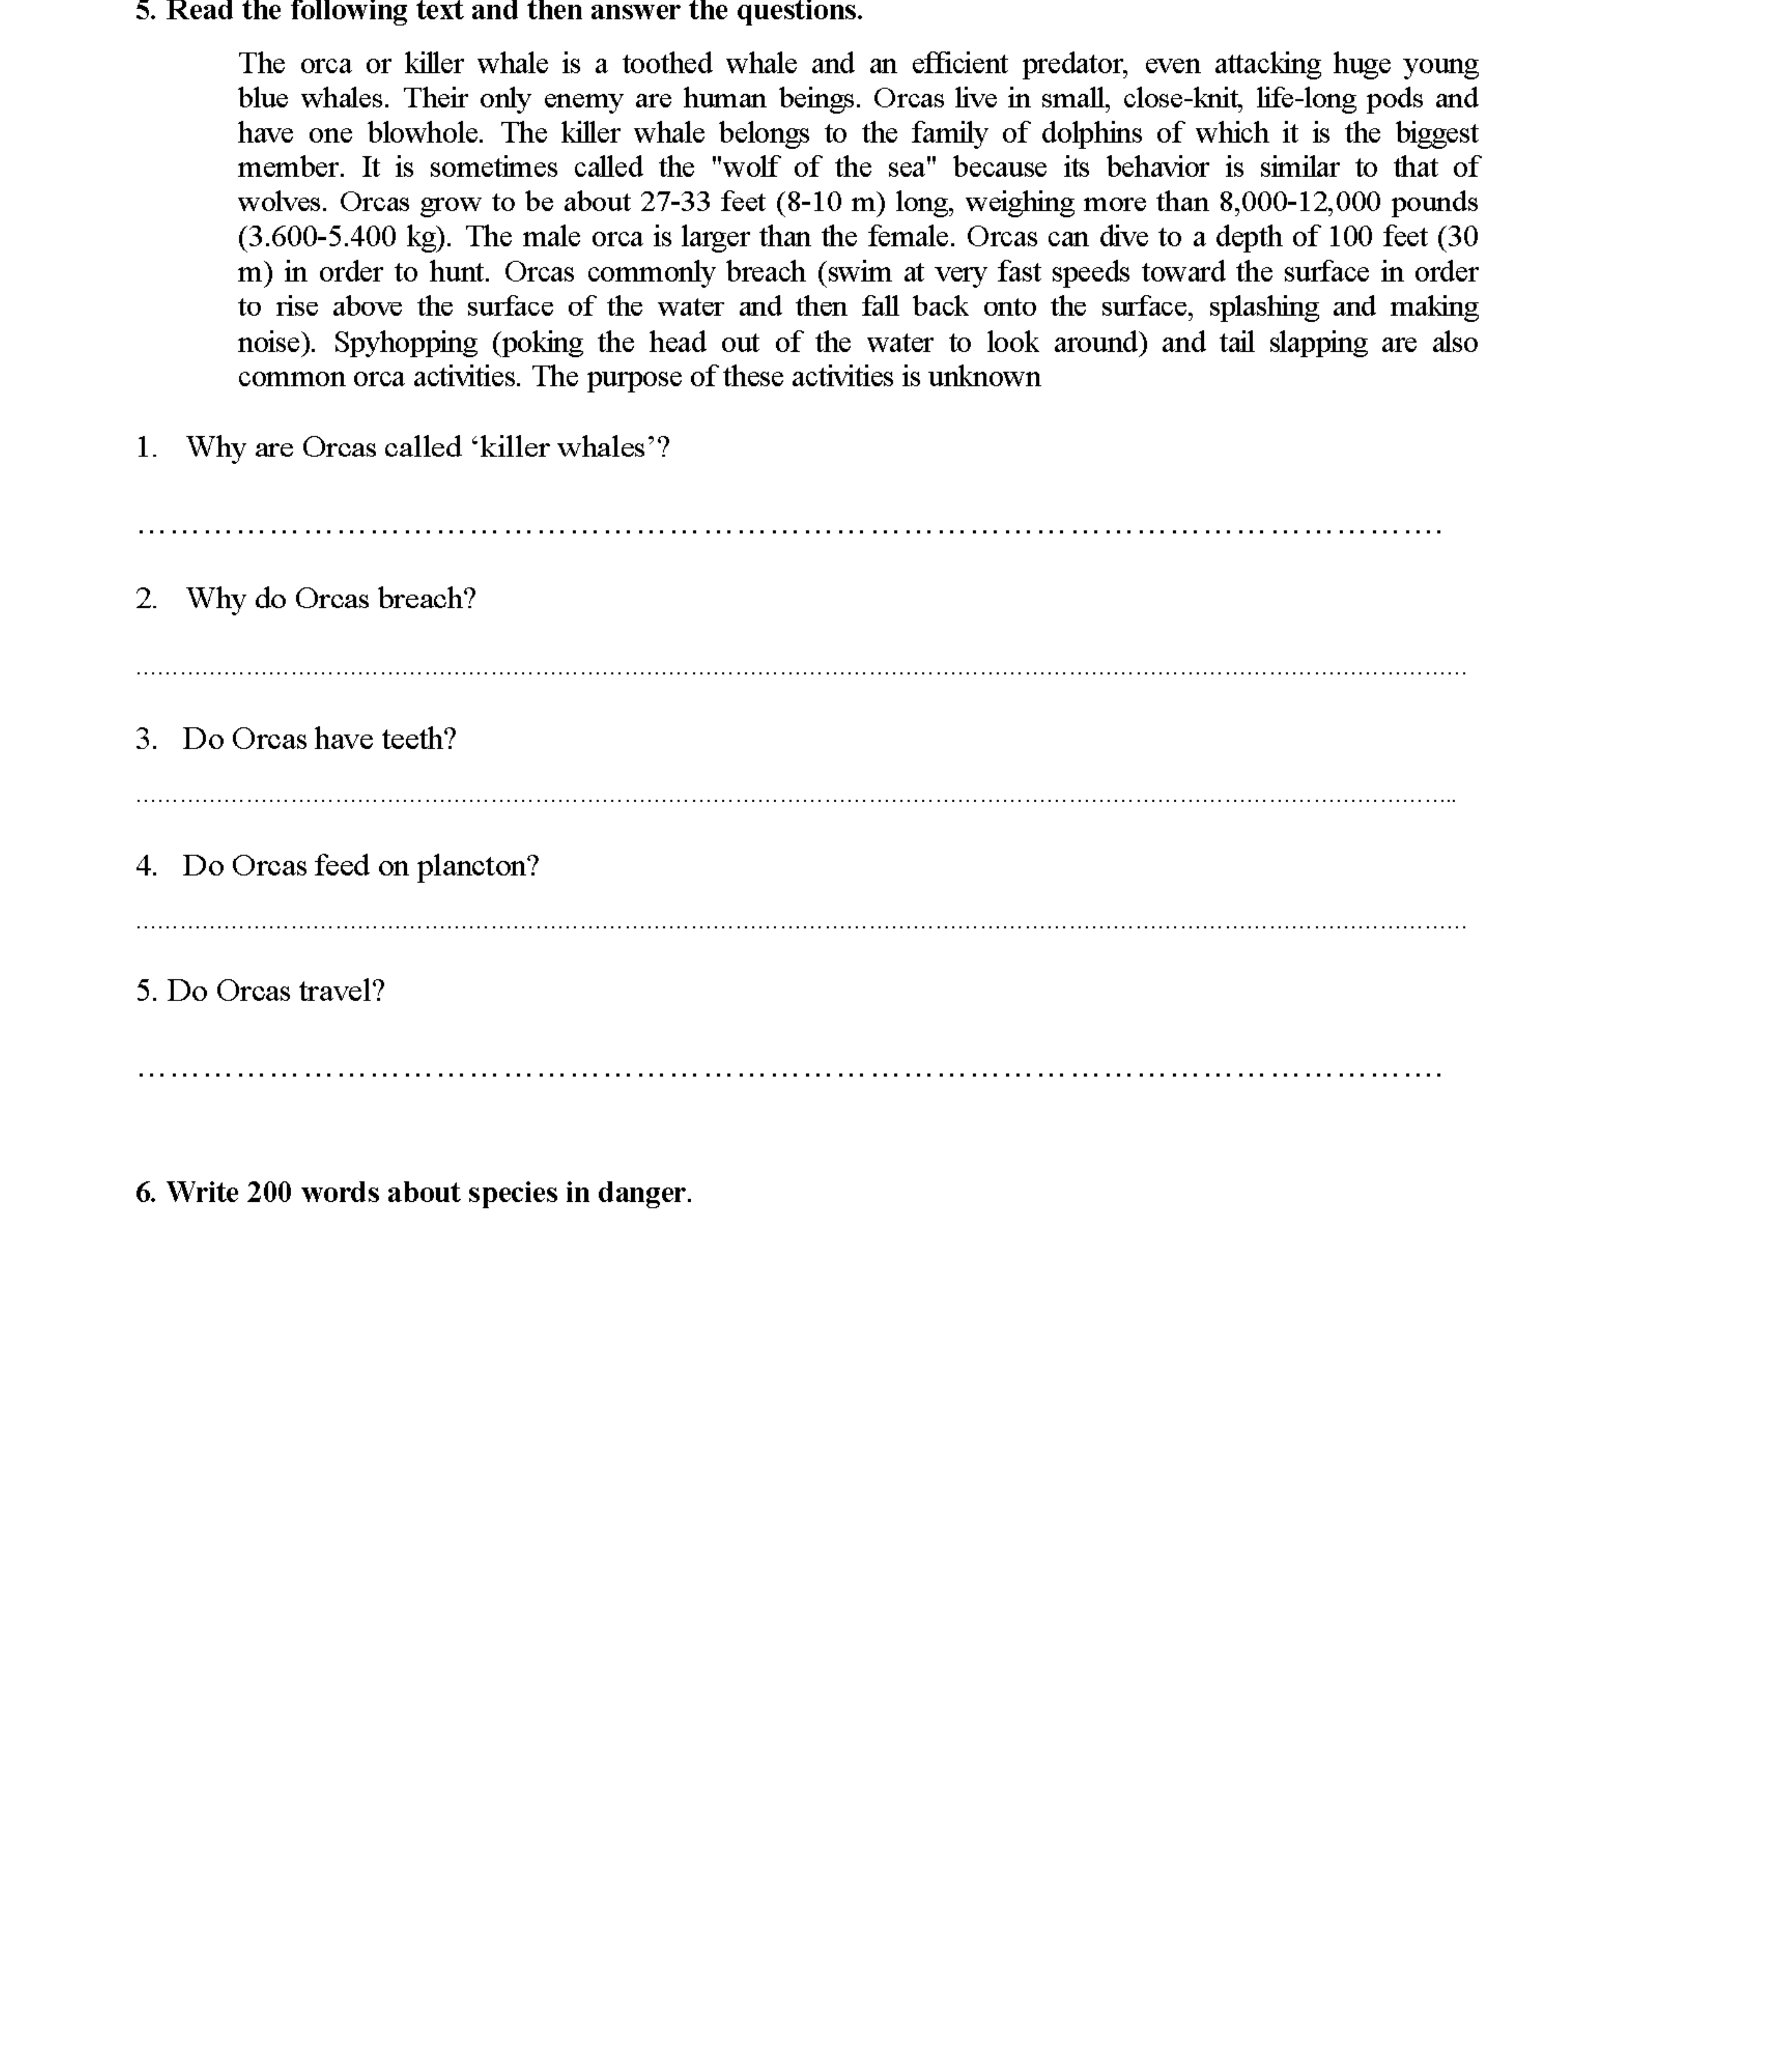 5. Read the following text and then answer the questions.
The orca or killer whale is a toothed whale and an efficient predator, even attacking huge young
blue whales. Their only enemy are human beings. Orcas live in small, close-knit, life-long pods and
have one blowhole. The killer whale belongs to the family of dolphins of which it is the biggest
member. It is sometimes called the "wolf of the sea" because its behavior is similar to that of
wolves. Orcas grow to be about 27-33 feet (8-10 m) long, weighing more than 8,000-12,000 pounds
(3.600-5.400 kg). The male orca is larger than the female. Orcas can dive to a depth of 100 feet (30
m) in order to hunt. Orcas commonly breach (swim at very fast speeds toward the surface in order
to rise above the surface of the water and then fall back onto the surface, splashing and making
noise). Spyhopping (poking the head out of the water to look around) and tail slapping are also
common orca activities. The purpose of these activities is unknown
1. Why are Orcas called ‘killer whales’?
2. Why do Orcas breach?
3. Do Orcas have teeth?
4. Do Orcas feed on plancton?
5. Do Orcas travel?
6. Write 200 words about species in danger.